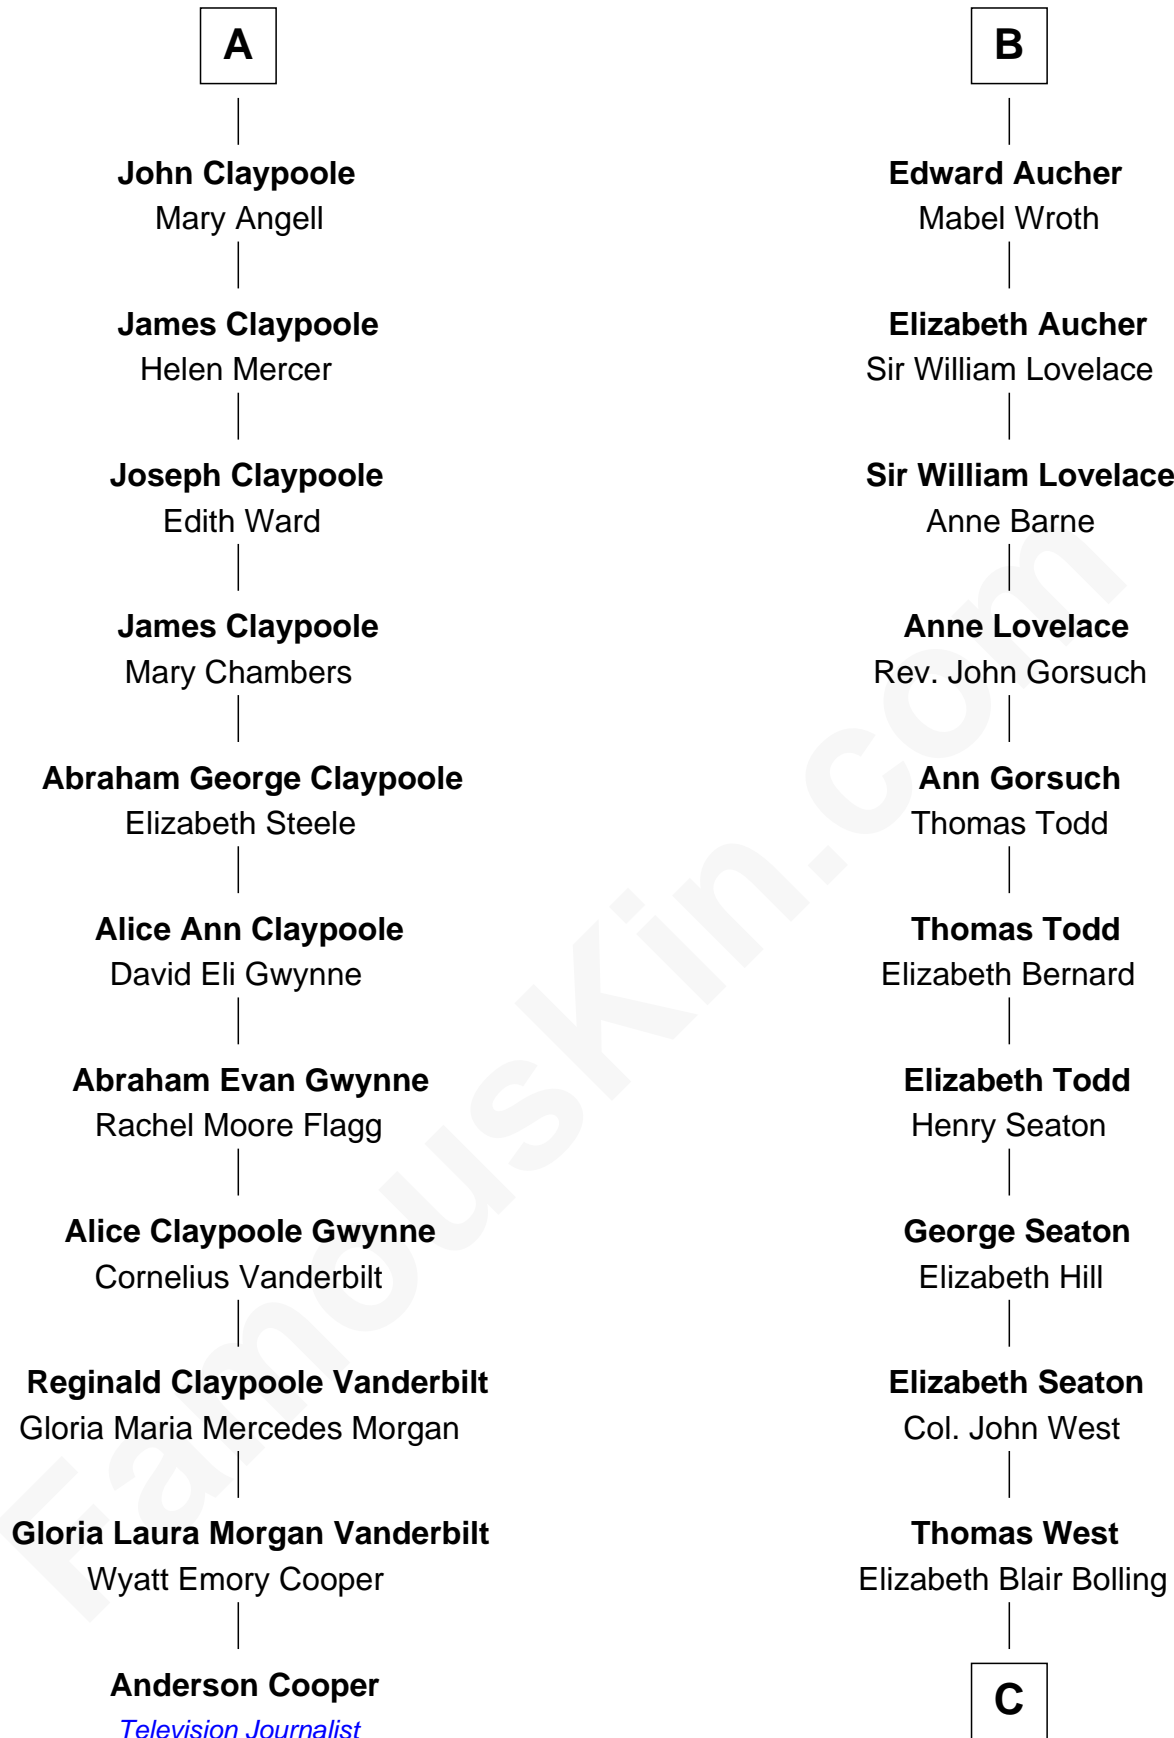 A
John Claypoole
Mary Angell
James Claypoole
Helen Mercer
Joseph Claypoole
Edith Ward
James Claypoole
Mary Chambers
Abraham George Claypoole
Elizabeth Steele
Alice Ann Claypoole
David Eli Gwynne
Abraham Evan Gwynne
Rachel Moore Flagg
Alice Claypoole Gwynne
Cornelius Vanderbilt
Reginald Claypoole Vanderbilt
Gloria Maria Mercedes Morgan
Gloria Laura Morgan Vanderbilt
Wyatt Emory Cooper
Anderson Cooper
Television Journalist
B
Edward Aucher
Mabel Wroth
Elizabeth Aucher
Sir William Lovelace
Sir William Lovelace
Anne Barne
Anne Lovelace
Rev. John Gorsuch
Ann Gorsuch
Thomas Todd
Thomas Todd
Elizabeth Bernard
Elizabeth Todd
Henry Seaton
George Seaton
Elizabeth Hill
Elizabeth Seaton
Col. John West
Thomas West
Elizabeth Blair Bolling
C
FamousKin.com